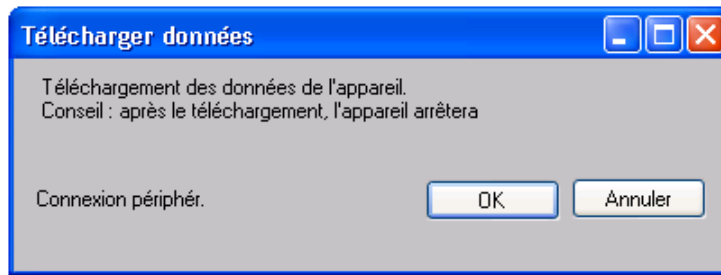 Télécharger données
Téléchargement des données de l'appareil.
Conseil : après le téléchargement, l'appareil arrêtera
Connexion périphér.
OK
Annuler